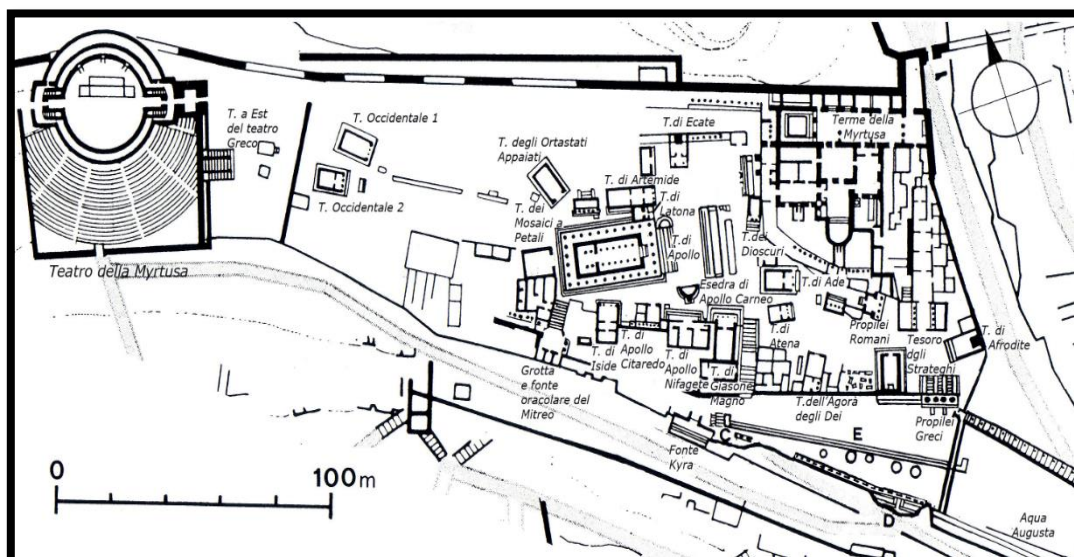 T. a Est
del teatro
Greco
T. Occidentale 1
T. Occidentale 2
Teatro della Myrtusa
T. degli Ortastati
Appaiati
T. dei
Mosaici a
Petali
T.di Ecate
T. di Artemide
T.di
Latona
T.di
Apollo
Terme della
Myrtusa
T.dei
Dioscuri
Esedra di
Apollo Carneo
T.di Ade
T.di
Atena
Propilei
Romani
Tesoro
dgli
Strateghi
T. di
Afrodite
Grotta
e fonte
oracolare del
Mitreo
T. di
Iside
T. di
Apollo
Citaredo
T. di
Apollo
Nifagete
T. di
Giasone
Magno
T.dell'Agorà
degli Dei
Propilei
Greci
Fonte
Kyra
C
E
D
Aqua
Augusta
0
100m